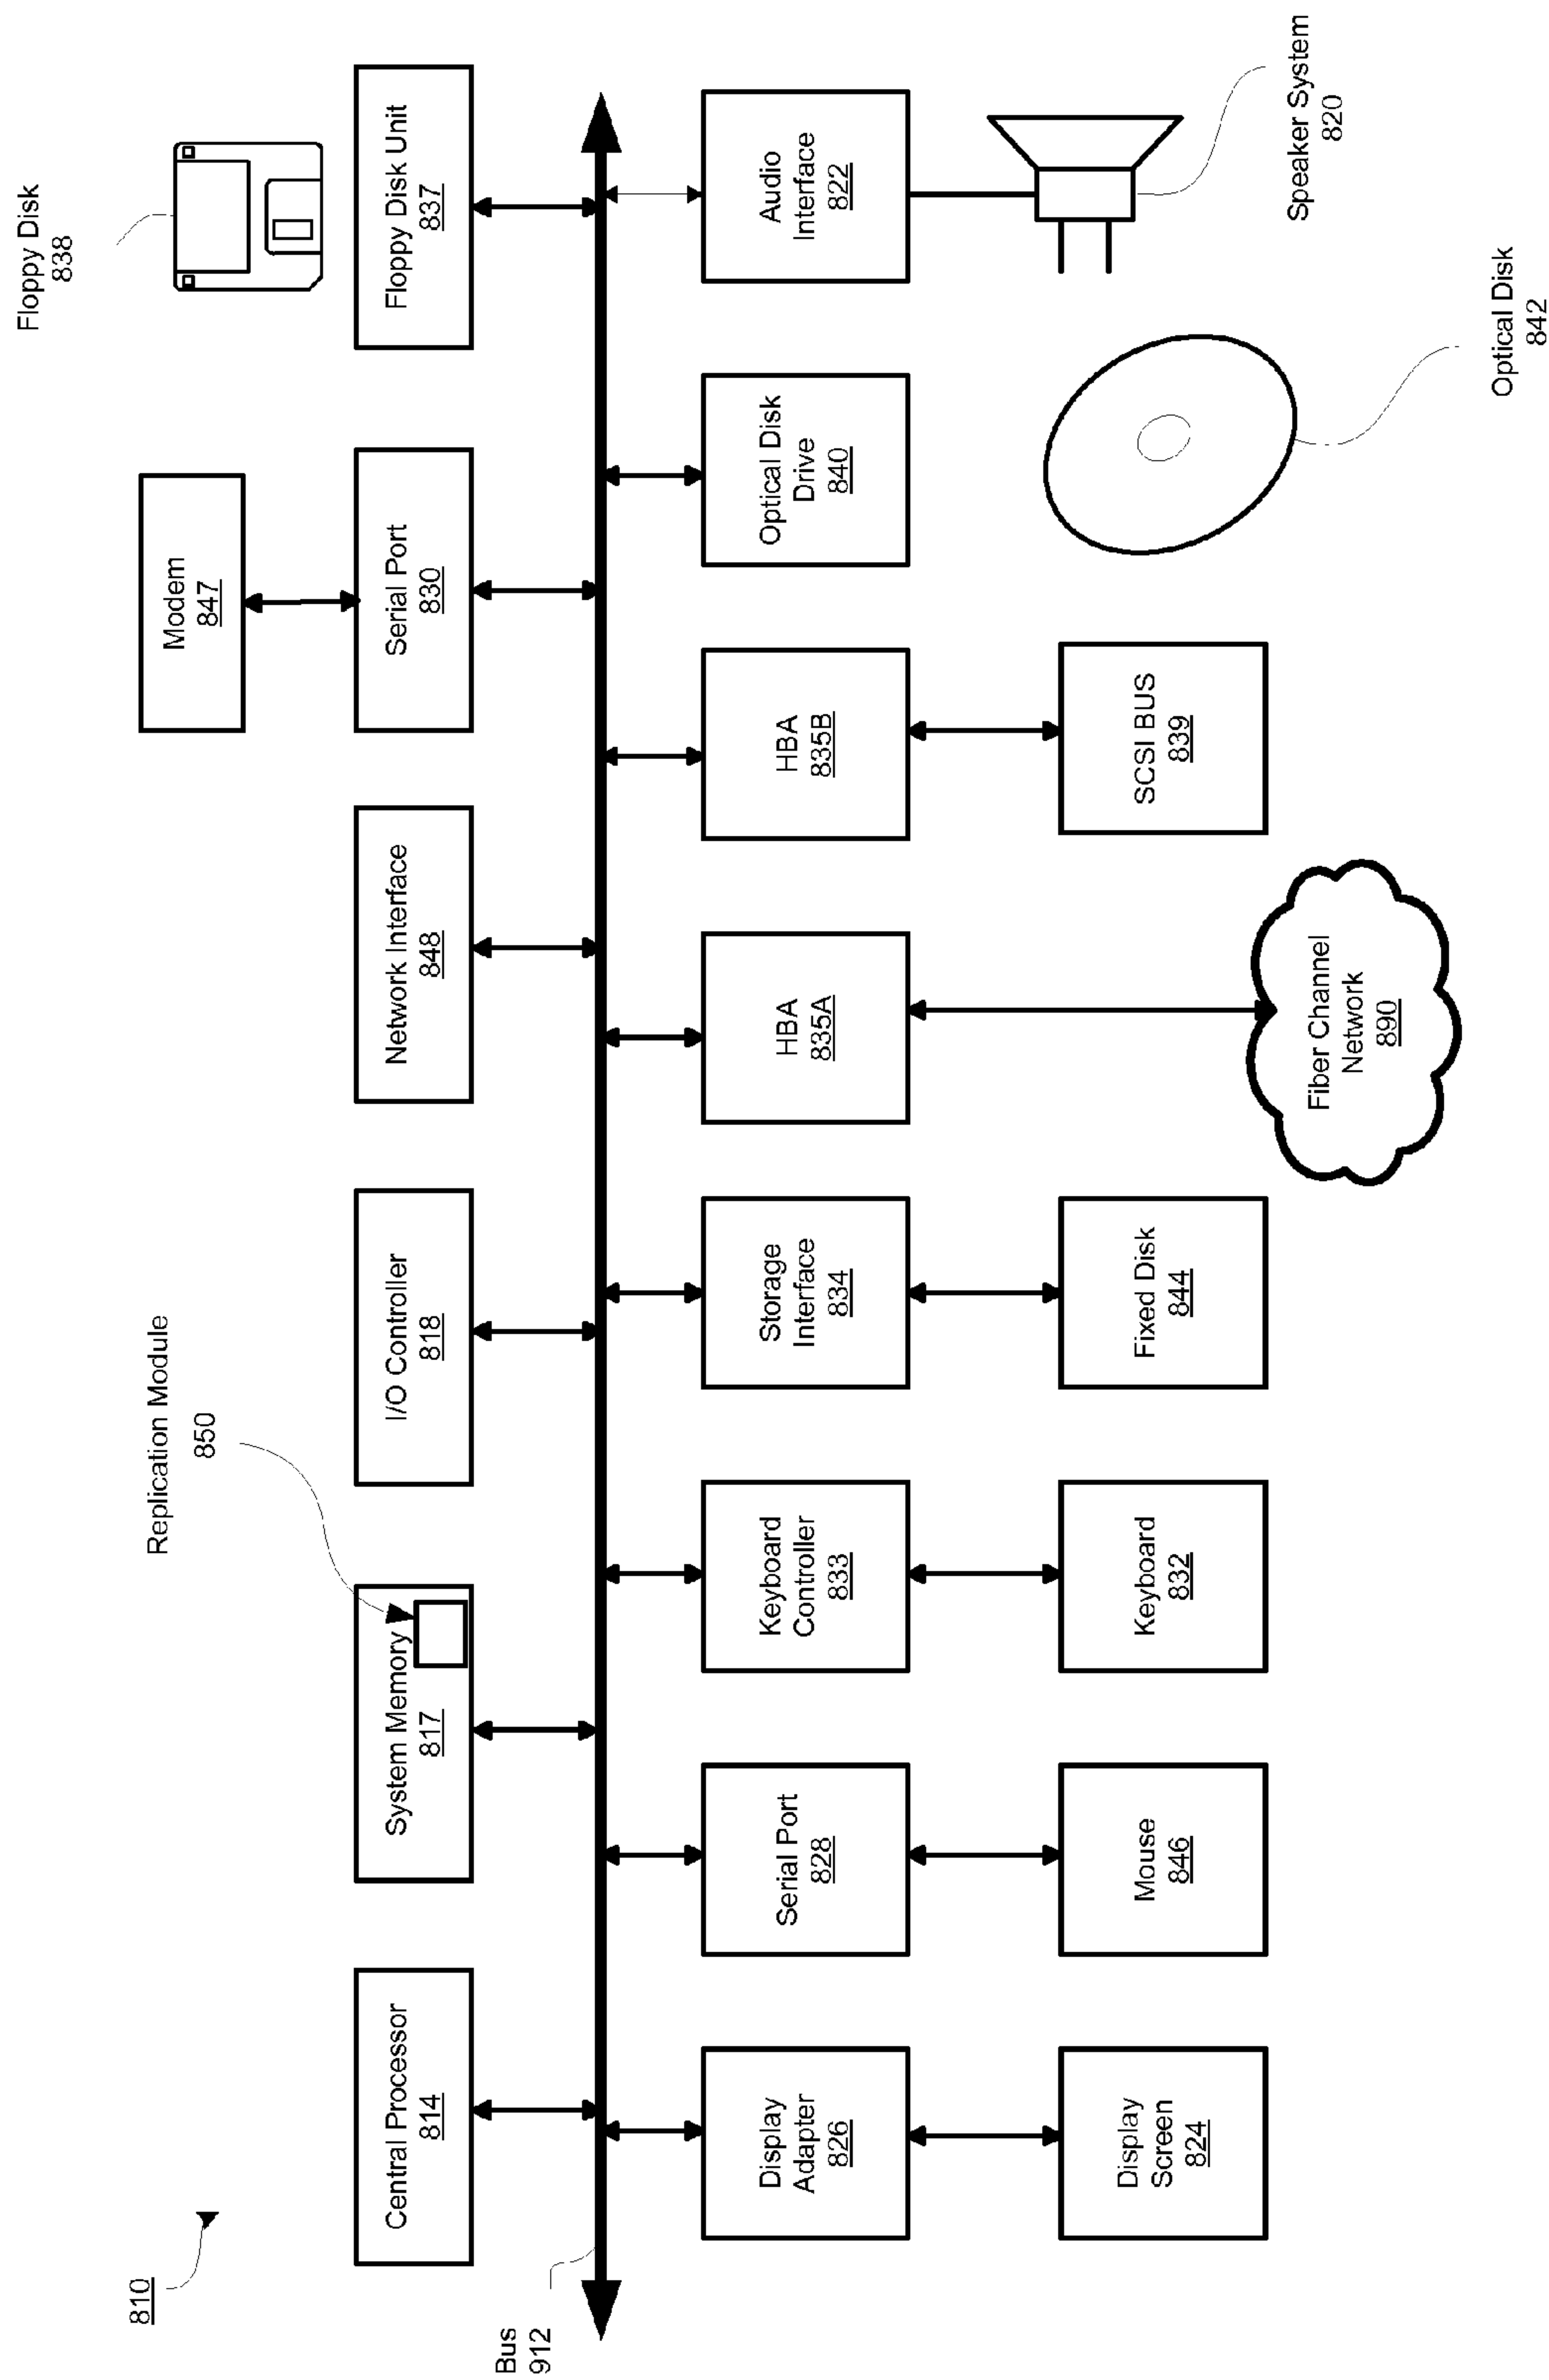 810
Bus
912
Central Processor
814
System Memory
817
Replication Module
850
I/O Controller
818
Network Interface
848
Modem
847
Serial Port
830
Floppy Disk
838
Floppy Disk Unit
837
Display
Adapter
826
Serial Port
828
Keyboard
Controller
833
Storage
Interface
834
HBA
835A
HBA
835B
Optical Disk
Drive
840
Audio
Interface
822
Display
Screen
824
Mouse
846
Keyboard
832
Fixed Disk
844
Fiber Channel
Network
890
SCSI BUS
839
Optical Disk
842
Speaker System
820